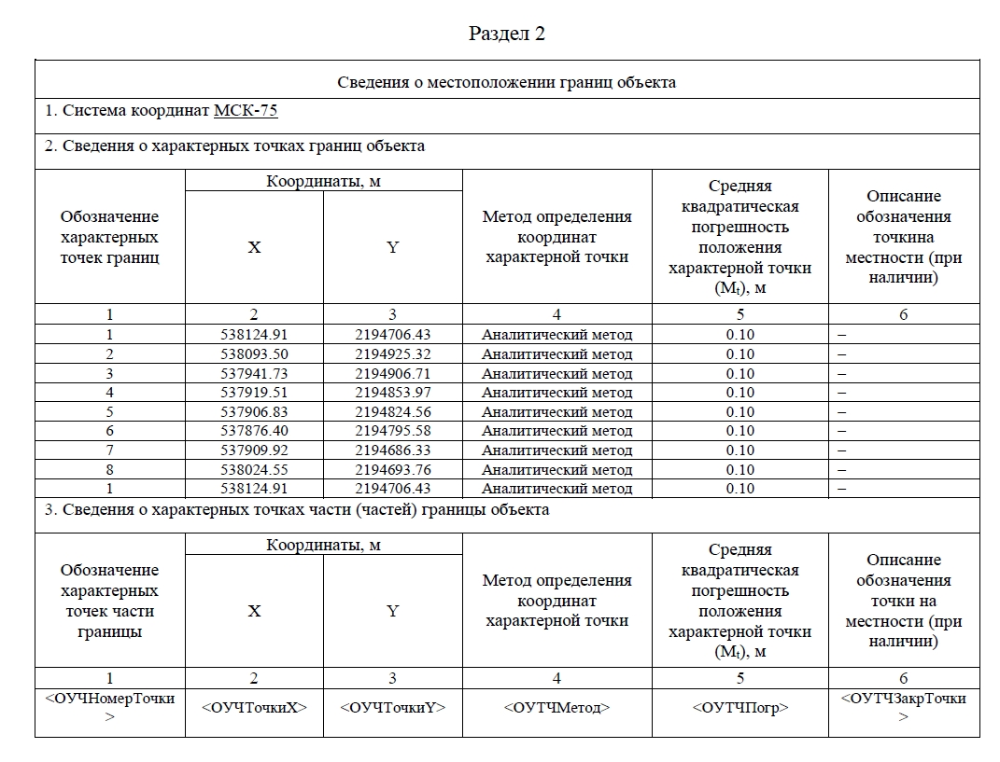 Раздел 2
Сведения о местоположении границ объекта
1. Система координат МСК-75
2. Сведения о характерных точках границ объекта
Обозначение
характерных
точек границ
Координаты, м
X
Y
Метод определения
координат
характерной точки
Средняя
квадратическая
погрешность
положения
характерной точки
(Mt), м
Описание
обозначения
точкина
местности (при
наличии)
1 2 3 4 5 6
1 538124.91 2194706.43 Аналитический метод 0.10 –
2 538093.50 2194925.32 Аналитический метод 0.10 –
3 537941.73 2194906.71 Аналитический метод 0.10 –
4 537919.51 2194853.97 Аналитический метод 0.10 –
5 537906.83 2194824.56 Аналитический метод 0.10 –
6 537876.40 2194795.58 Аналитический метод 0.10 –
7 537909.92 2194686.33 Аналитический метод 0.10 –
8 538024.55 2194693.76 Аналитический метод 0.10 –
1 538124.91 2194706.43 Аналитический метод 0.10 –
3. Сведения о характерных точках части (частей) границы объекта
Обозначение
характерных
точек части
границы
Координаты, м
X
Y
Метод определения
координат
характерной точки
Средняя
квадратическая
погрешность
положения
характерной точки
(Mt), м
Описание
обозначения
точки на
местности (при
наличии)
1 2 3 4 5 6
<ОУЧНомерТочки
>
<ОУЧТочкиX>
<ОУЧТочкиY>
<ОУТЧМетод>
<ОУТЧПогр>
<ОУТЧЗакрТочки
>